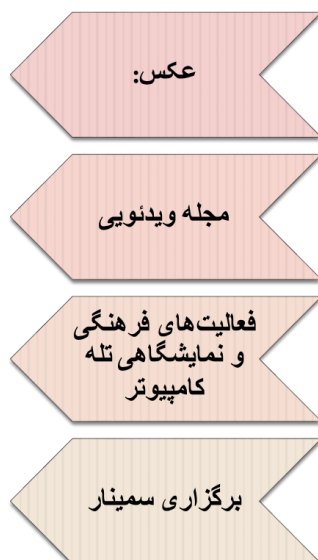 عکس:
مجله ویدئویی
فعالیت‌های فرهنگی
و نمایشگاهی تله
کامپیوتر
برگزاری سمینار